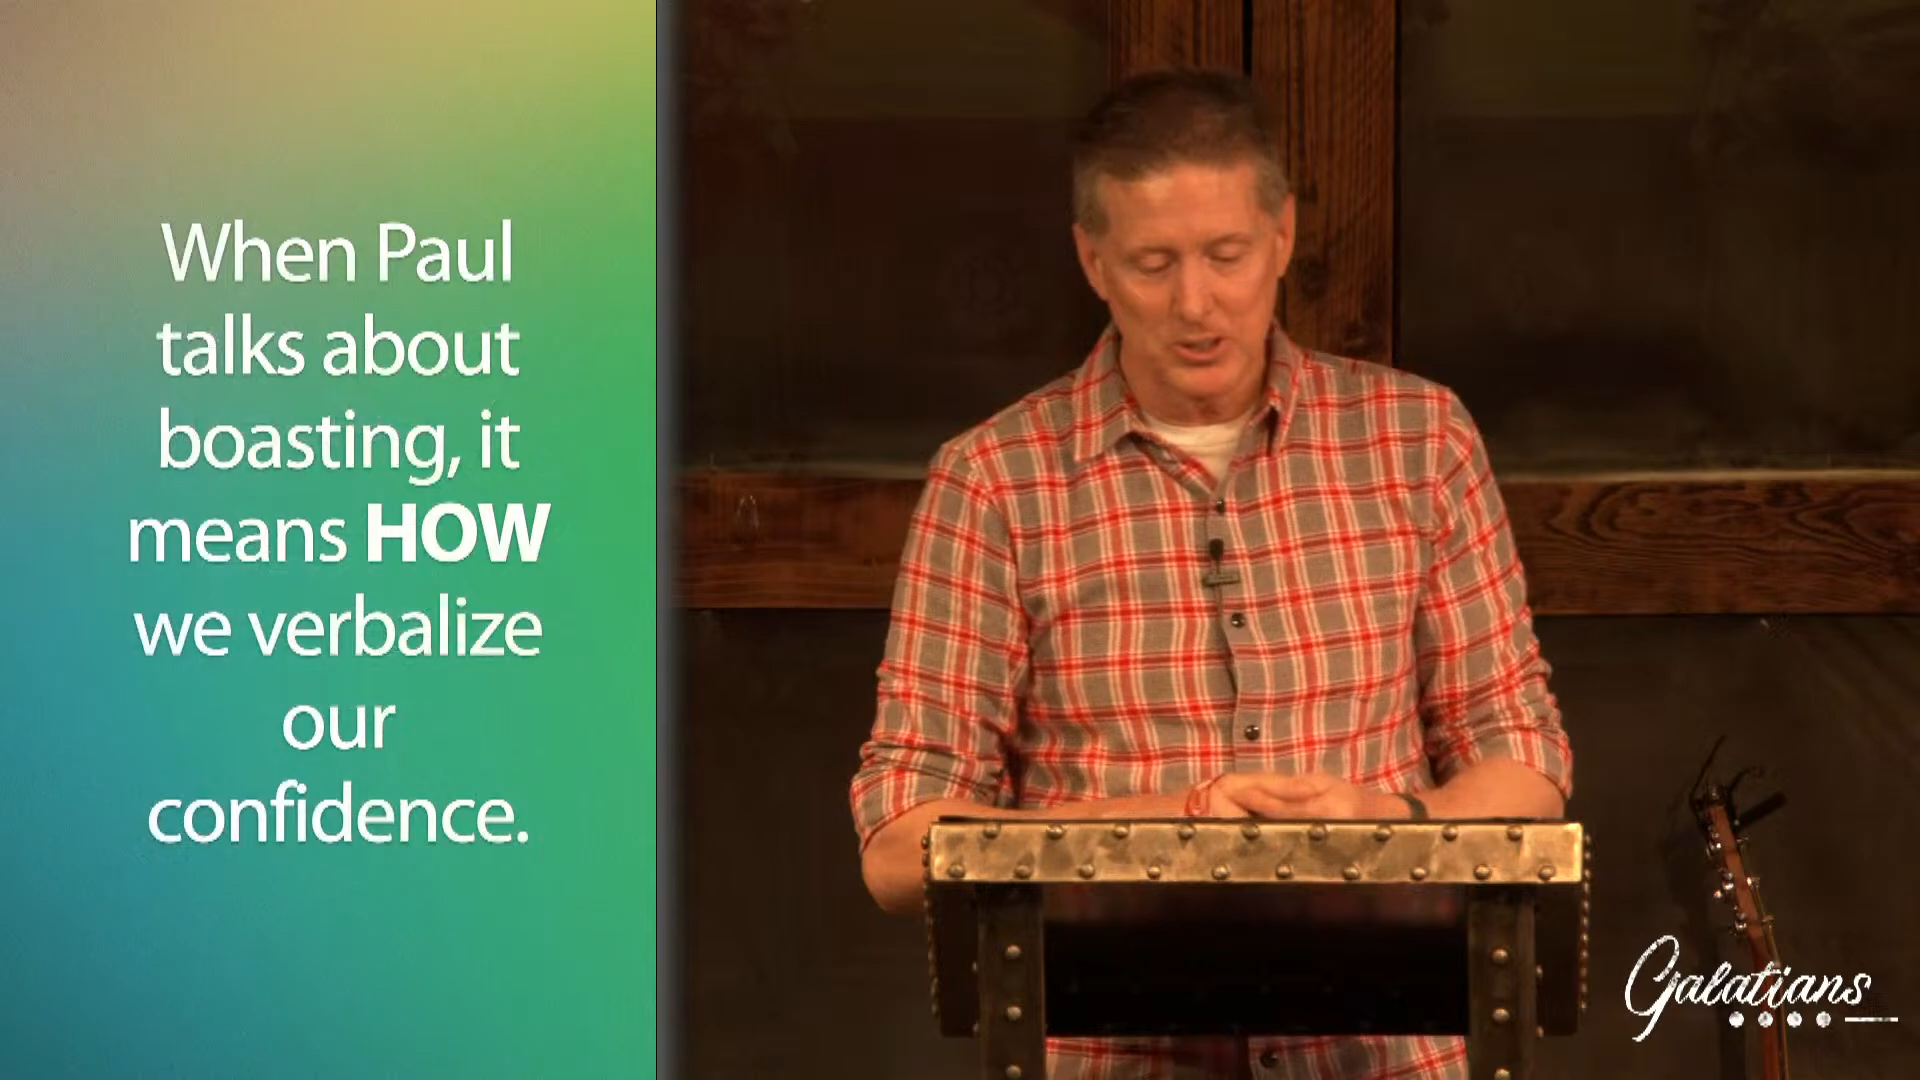 When Paul
talks about
boasting, it
means HOW
we verbalize
our
confidence.
Galatians